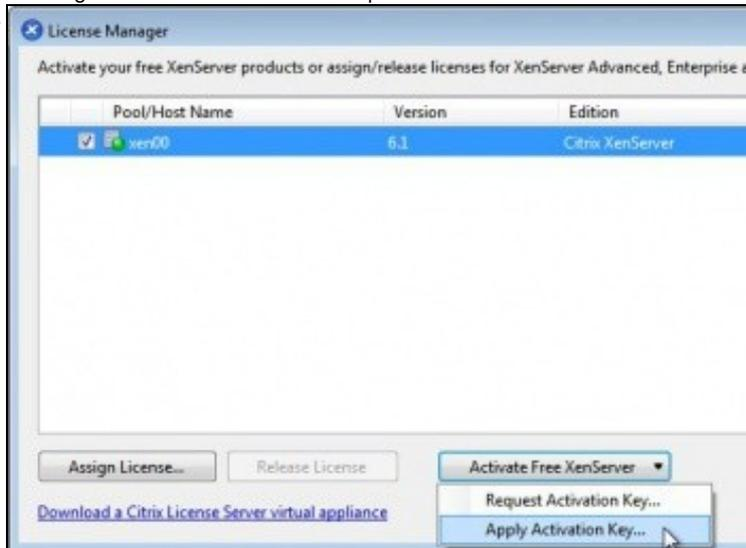 License Manager
Activate your free XenServer products or assign/release licenses for XenServer Advanced, Enterprise
Pool/Host Name Version Edition
xen00 6.1 Citrix XenServer
Assign License... Release License Activate Free XenServer
Download a Citrix License Server virtual appliance
Request Activation Key...
Apply Activation Key...